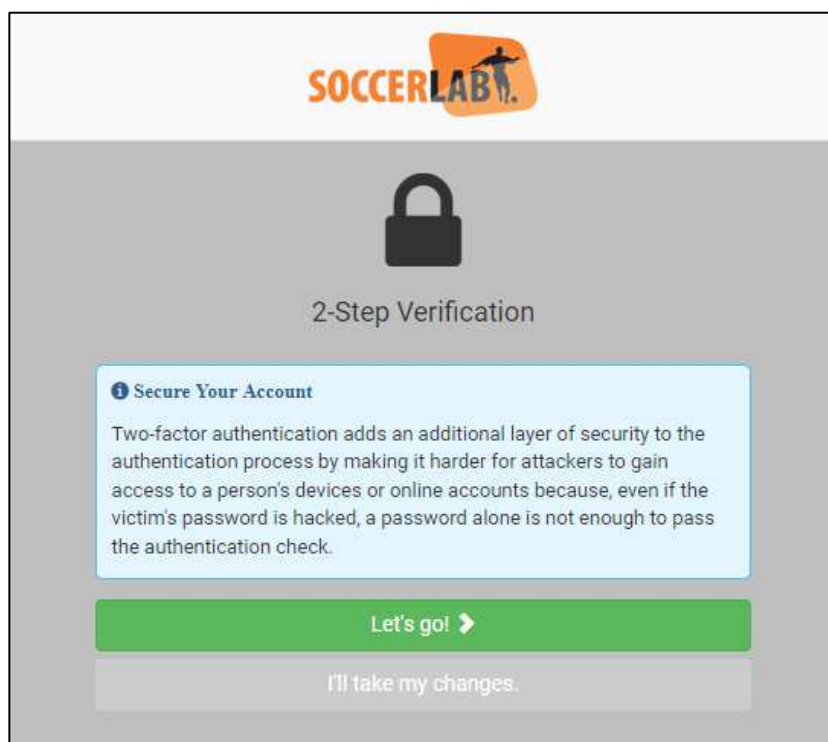 SOCCERLAB
2-Step Verification
Secure Your Account
Two-factor authentication adds an additional layer of security to the
authentication process by making it harder for attackers to gain
access to a person's devices or online accounts because, even if the
victim's password is hacked, a password alone is not enough to pass
the authentication check.
Let's go!
I'll take my changes.